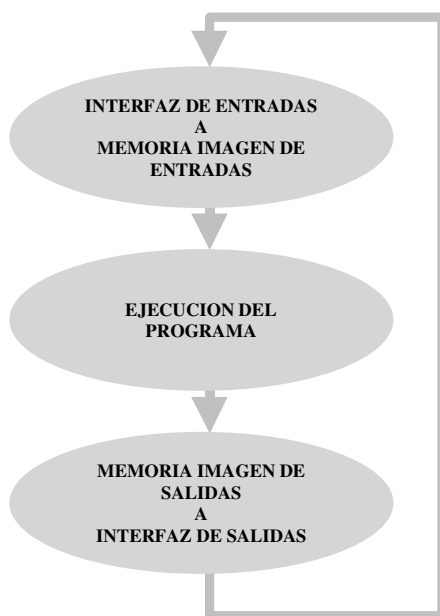 INTERFAZ DE ENTRADAS
A
MEMORIA IMAGEN DE
ENTRADAS
EJECUCION DEL
PROGRAMA
MEMORIA IMAGEN DE
SALIDAS
A
INTERFAZ DE SALIDAS